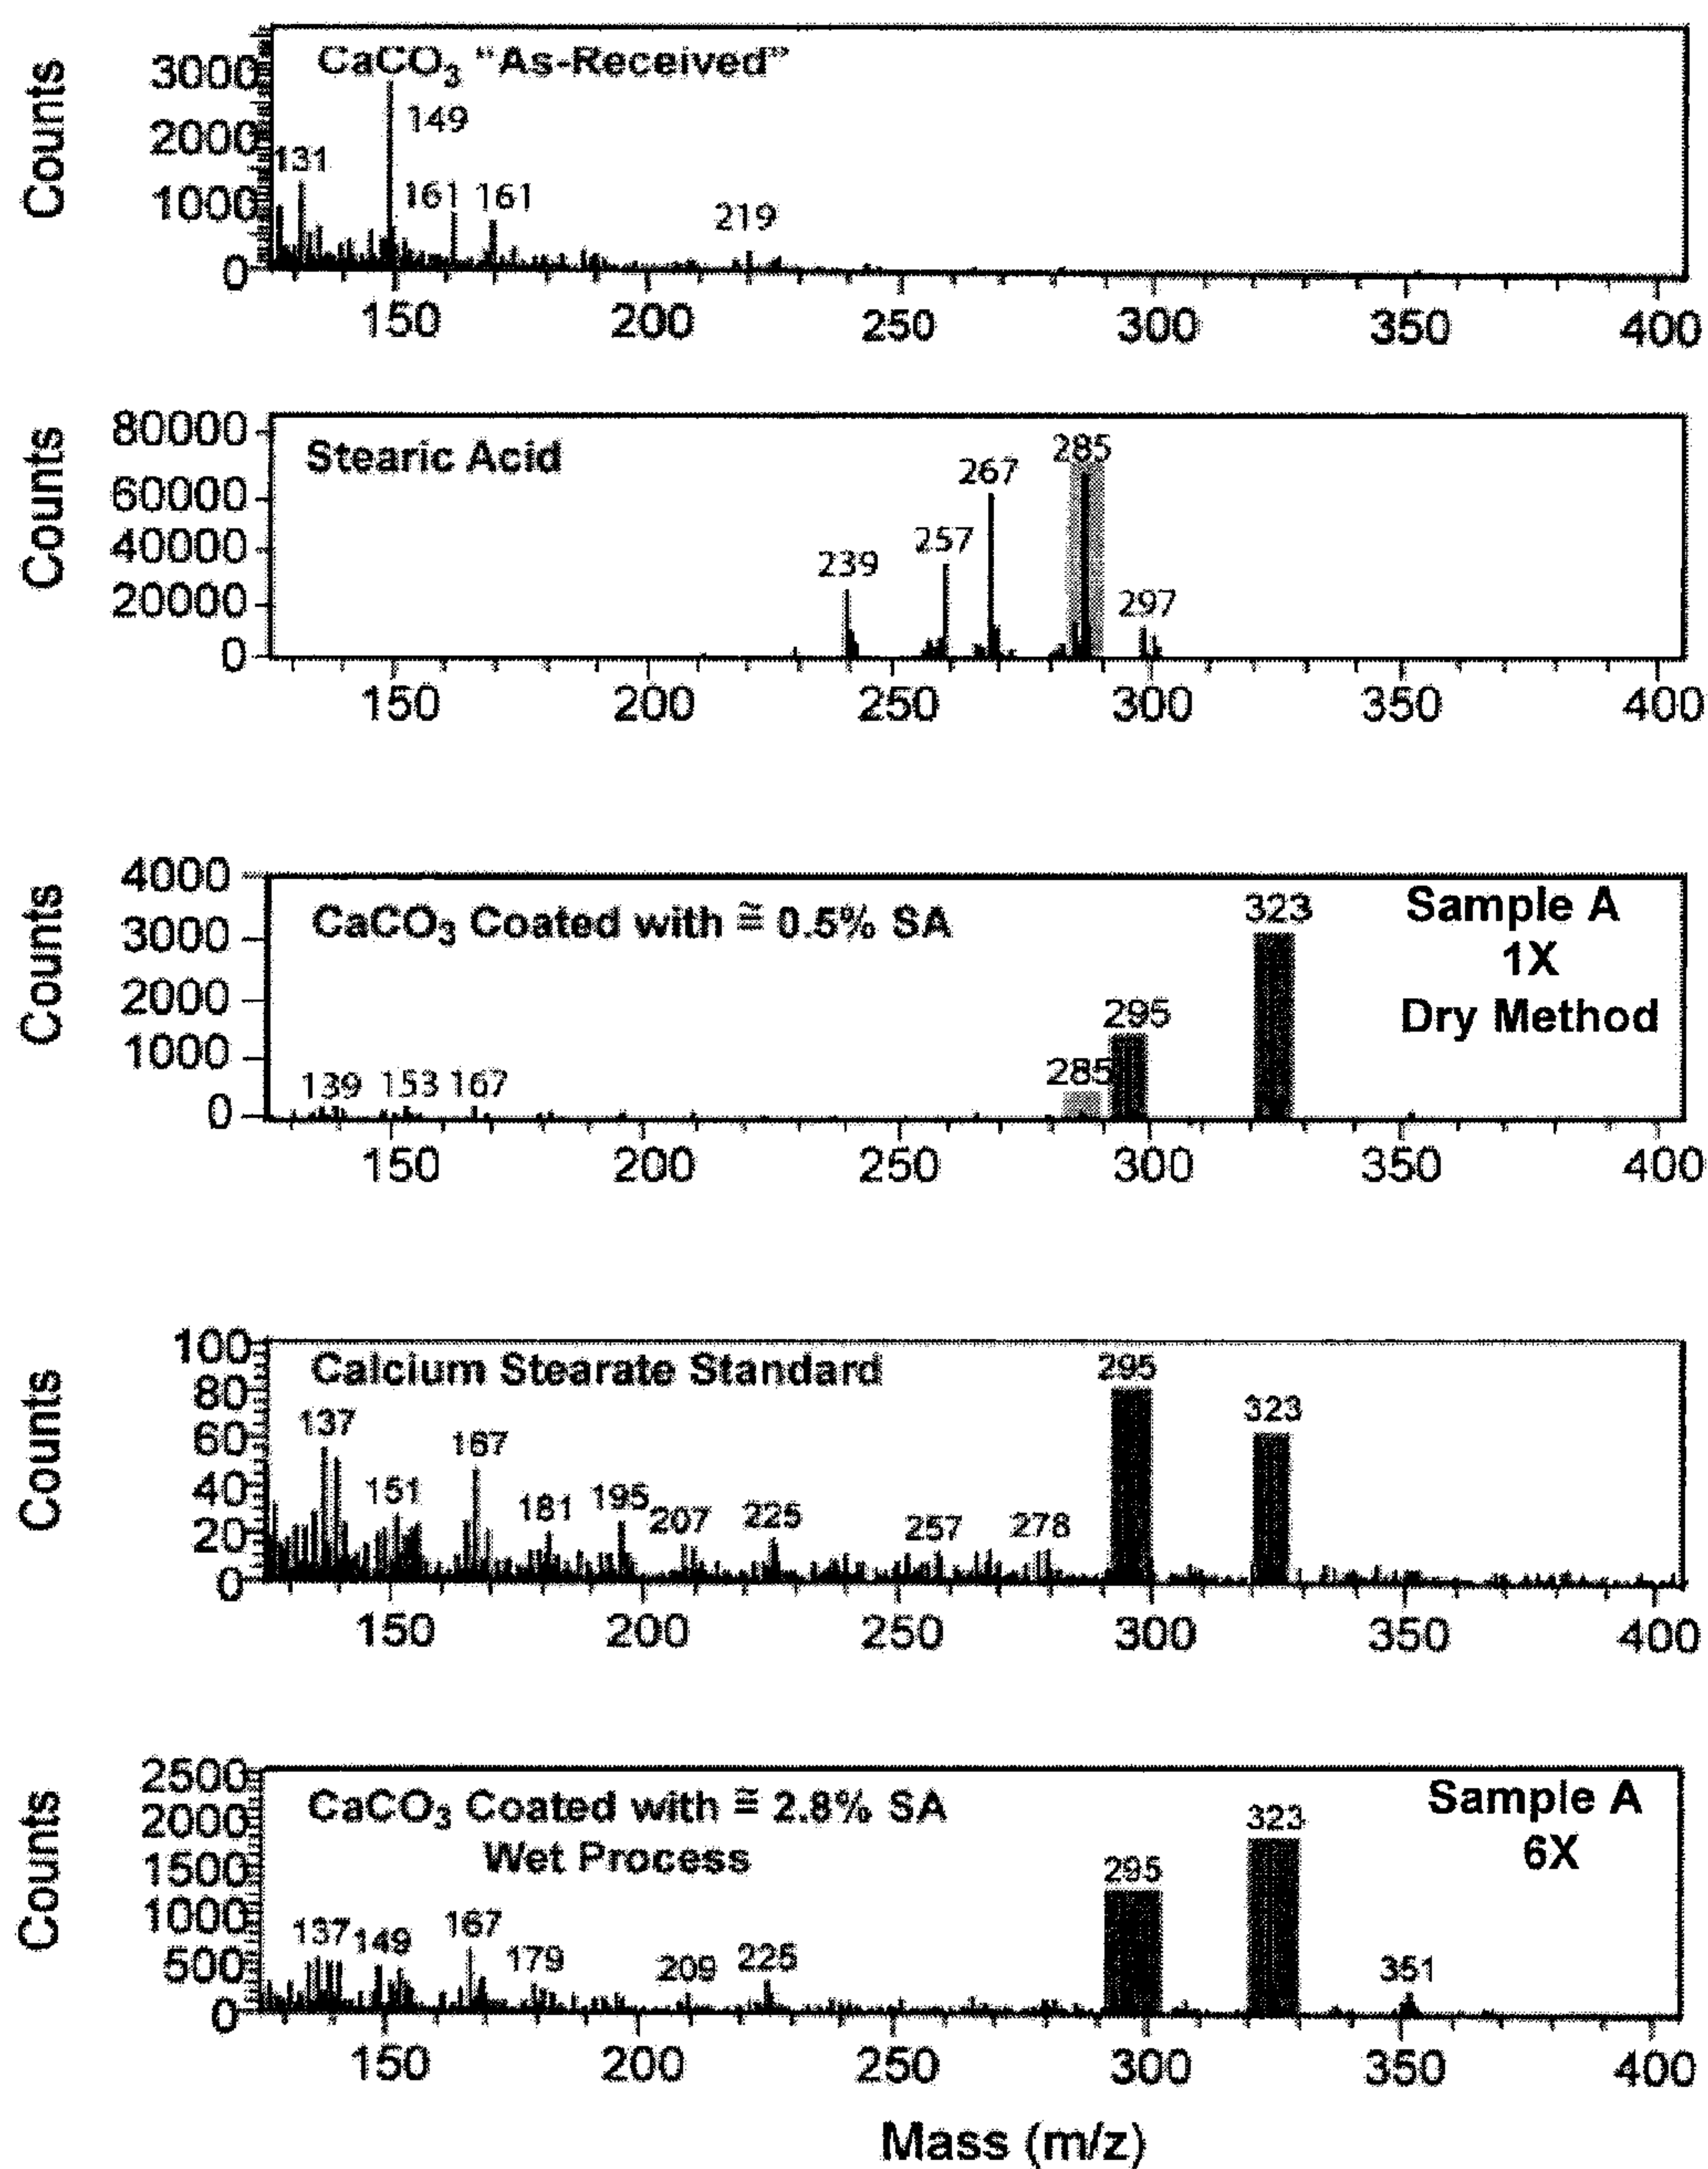 Counts
CaCO₃ “As-Received”
3000
2000
1000
0
131
149
161
161
219
150 200 250 300 350 400
Counts
Stearic Acid
80000
60000
40000
20000
0
239
257
267
285
297
150 200 250 300 350 400
Counts
CaCO₃ Coated with ≅ 0.5% SA
Sample A
1X
Dry Method
4000
3000
2000
1000
0
139 153 167
285
295
323
150 200 250 300 350 400
Counts
Calcium Stearate Standard
100
80
60
40
20
0
137
151
167
181
195
207
225
257
278
295
323
150 200 250 300 350 400
Counts
CaCO₃ Coated with ≅ 2.8% SA
Wet Process
Sample A
6X
2500
2000
1500
1000
500
0
137
149
167
179
209
225
295
323
351
150 200 250 300 350 400
Mass (m/z)